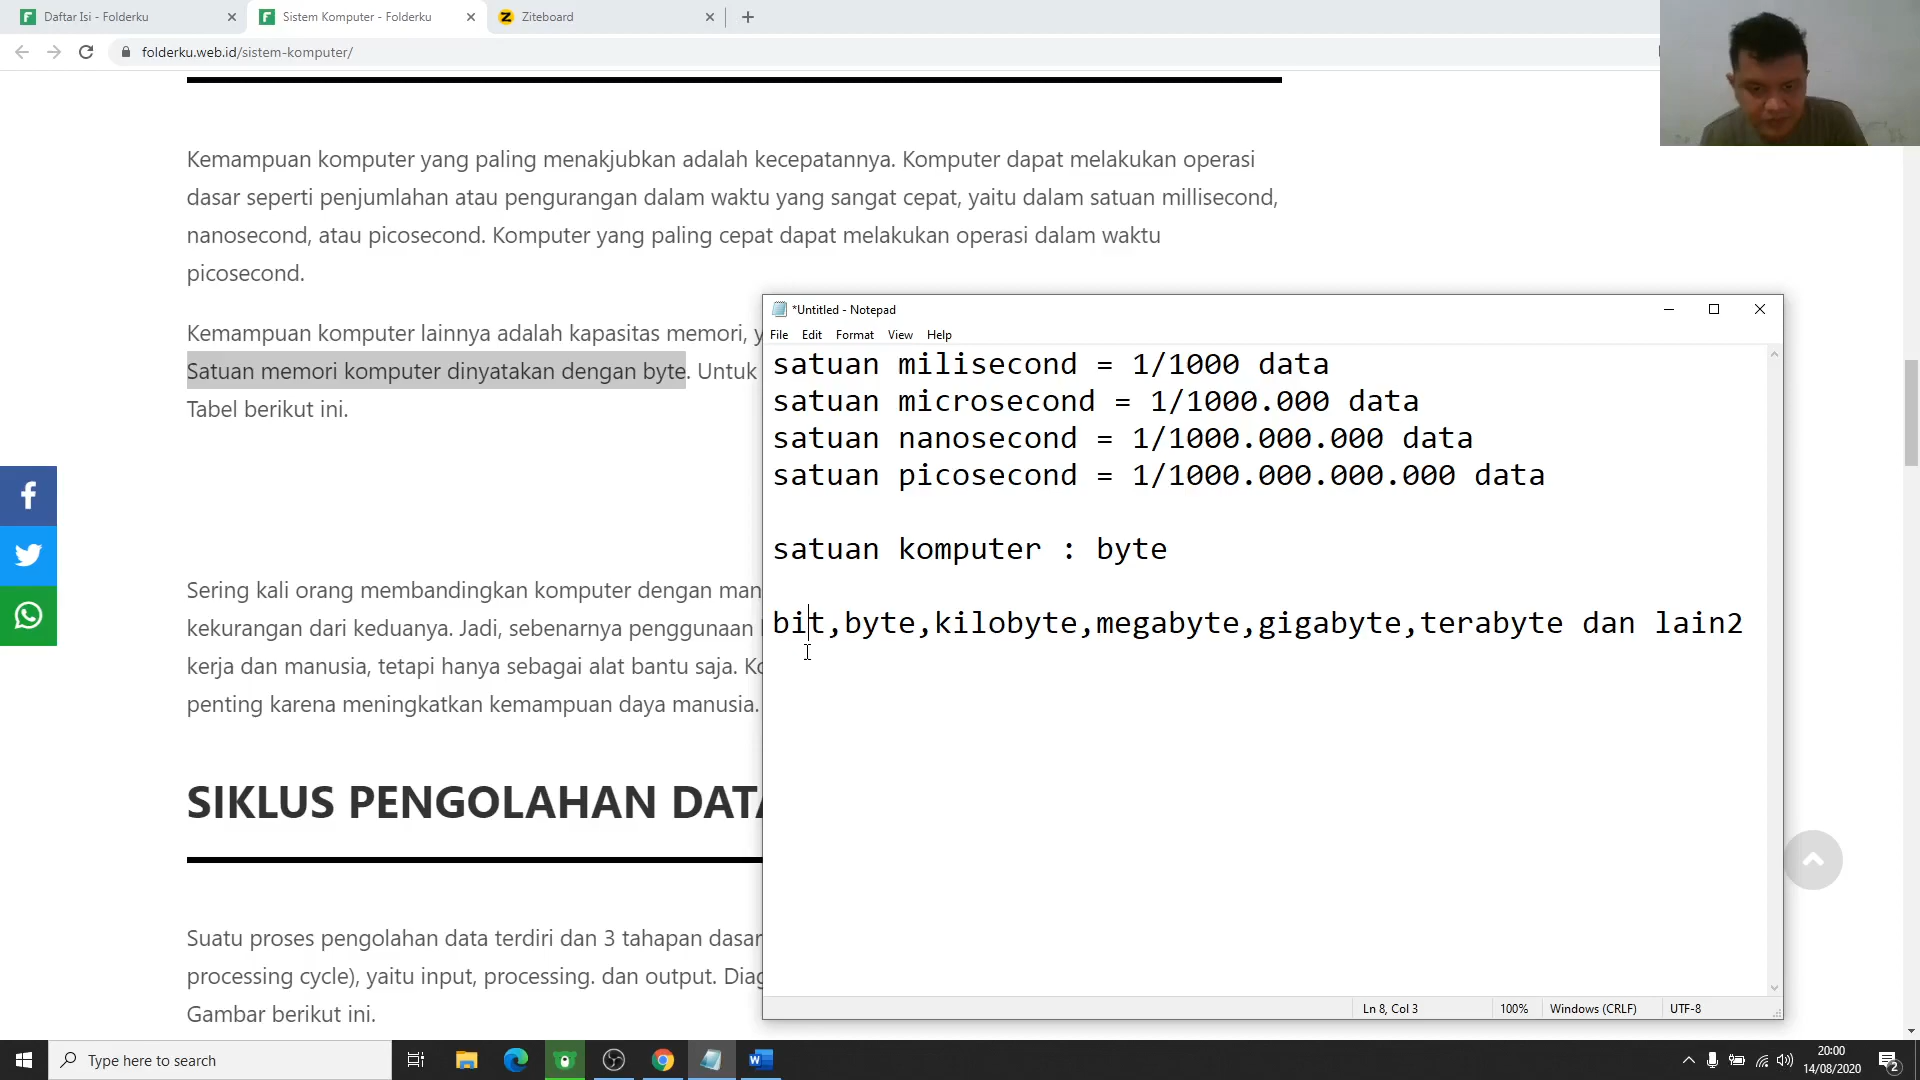 Daftar Isi - Folderku
Sistem Komputer - Folderku
Ziteboard
folderku.web.id/sistem-komputer/
Kemampuan komputer yang paling menakjubkan adalah kecepatannya. Komputer dapat melakukan operasi
dasar seperti penjumlahan atau pengurangan dalam waktu yang sangat cepat, yaitu dalam satuan millisecond,
nanosecond, atau picosecond. Komputer yang paling cepat dapat melakukan operasi dalam waktu
picosecond.
Kemampuan komputer lainnya adalah kapasitas memori, y
Satuan memori komputer dinyatakan dengan byte. Untuk
Tabel berikut ini.
Sering kali orang membandingkan komputer dengan man
kekurangan dari keduanya. Jadi, sebenarnya penggunaan
kerja dan manusia, tetapi hanya sebagai alat bantu saja. Ko
penting karena meningkatkan kemampuan daya manusia.
SIKLUS PENGOLAHAN DATA
Suatu proses pengolahan data terdiri dan 3 tahapan dasar
processing cycle), yaitu input, processing. dan output. Diag
Gambar berikut ini.
*Untitled - Notepad
File Edit Format View Help
satuan milisecond = 1/1000 data
satuan microsecond = 1/1000.000 data
satuan nanosecond = 1/1000.000.000 data
satuan picosecond = 1/1000.000.000.000 data
satuan komputer : byte
bit,byte,kilobyte,megabyte,gigabyte,terabyte dan lain2
Ln 8, Col 3 100% Windows (CRLF) UTF-8
Type here to search
20:00
14/08/2020
2